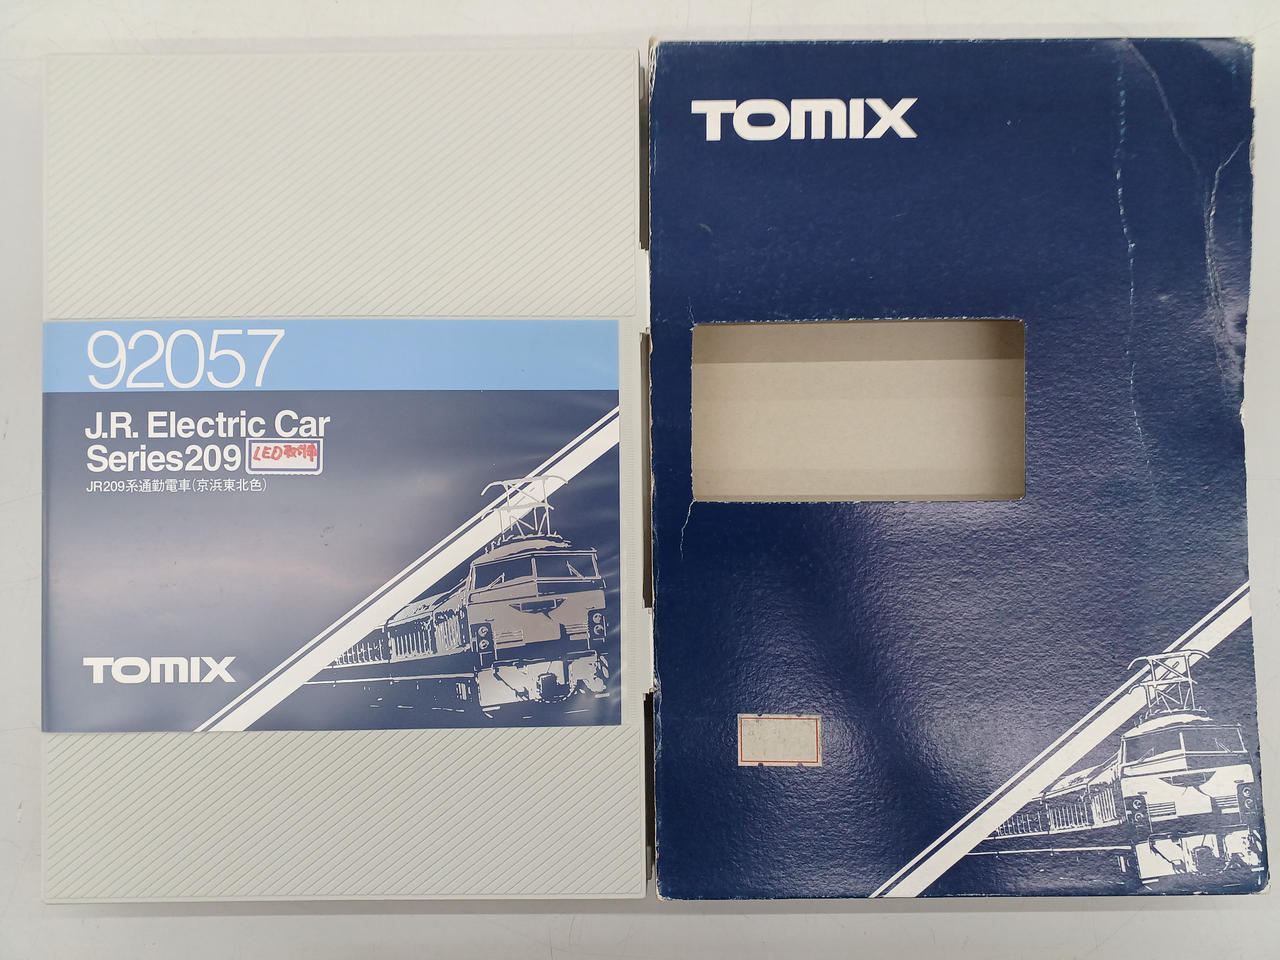 92057
J.R. Electric Car
Series209
LED取付車
JR209系通勤電車(京浜東北色)
TOMIX
TOMIX